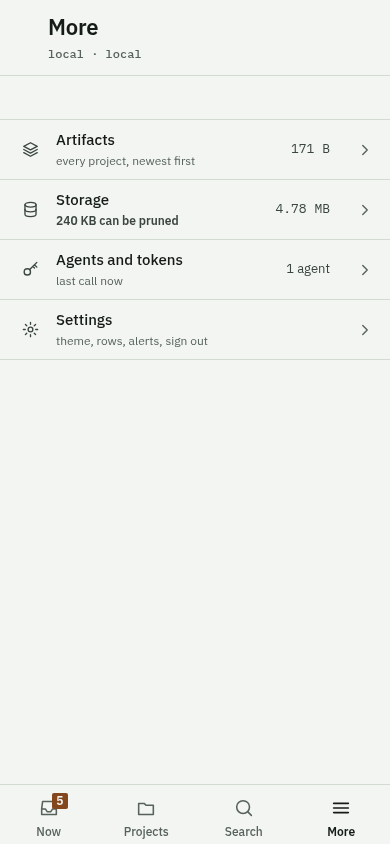 More
local · local
Artifacts
171 B
every project, newest first
Storage
4.78 MB
240 KB can be pruned
Agents and tokens
1 agent
last call now
Settings
theme, rows, alerts, sign out
5
Now
Projects
Search
More